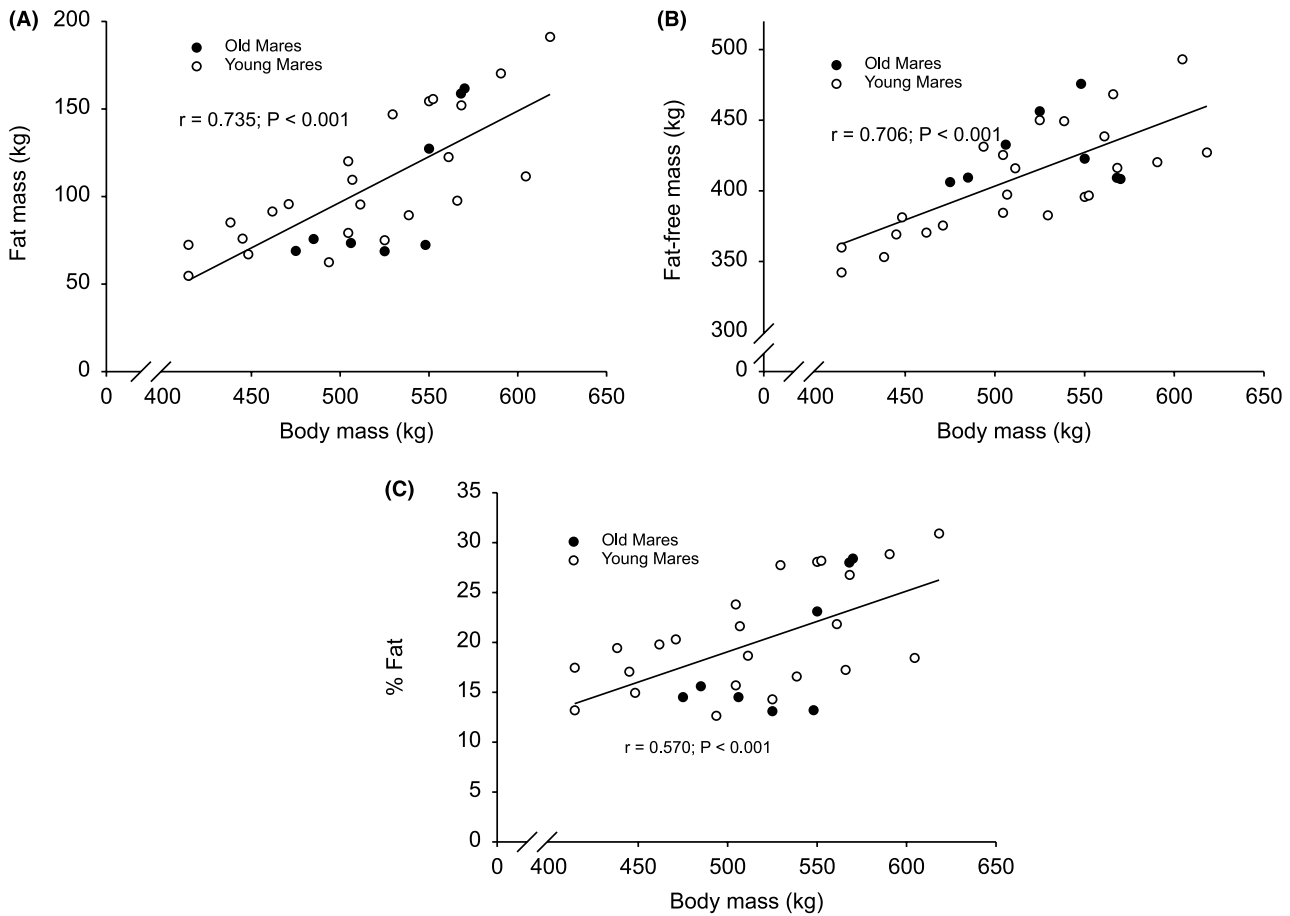 (A)
200
150
100
50
0
Fat mass (kg)
Old Mares
Young Mares
r = 0.735; P < 0.001
0 400 450 500 550 600 650
Body mass (kg)
(B)
500
450
400
350
300
0
Fat-free mass (kg)
Old Mares
Young Mares
r = 0.706; P < 0.001
0 400 450 500 550 600 650
Body mass (kg)
(C)
35
30
25
20
15
10
5
0
% Fat
Old Mares
Young Mares
r = 0.570; P < 0.001
0 400 450 500 550 600 650
Body mass (kg)